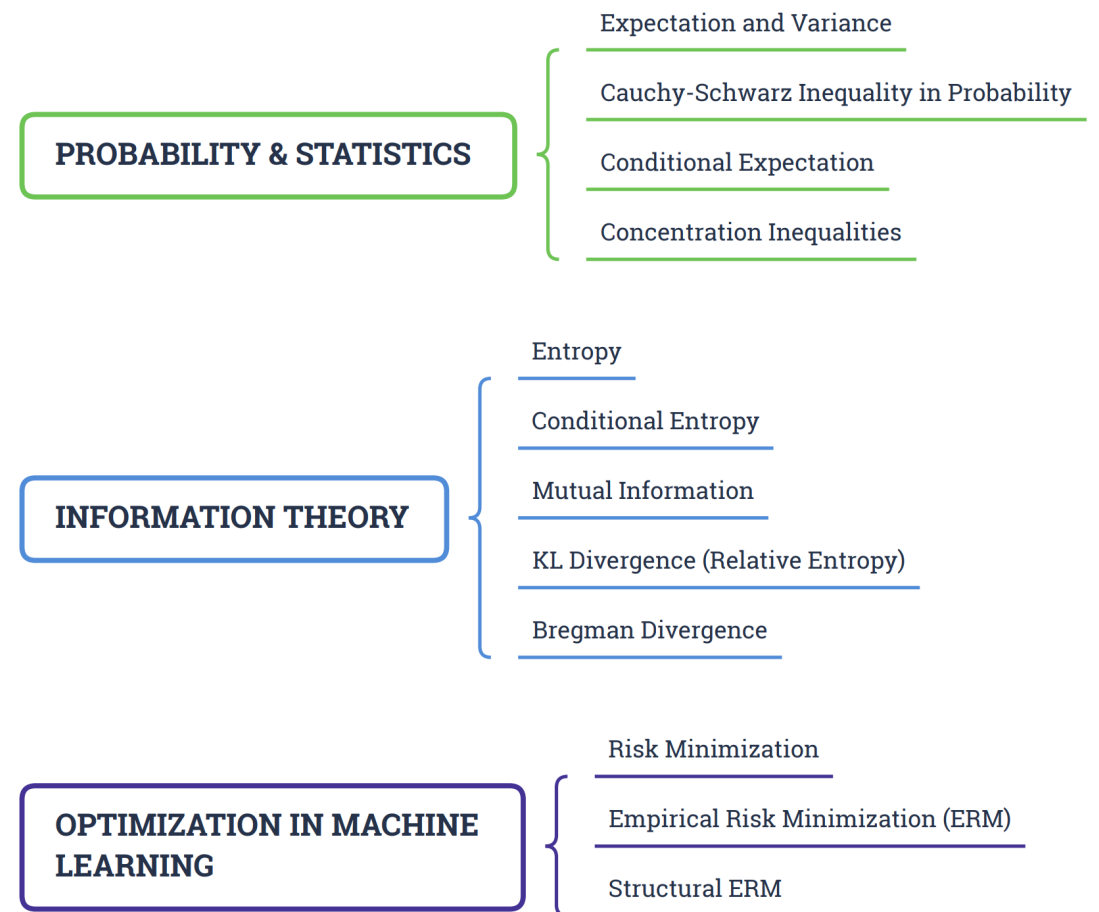 PROBABILITY & STATISTICS
Expectation and Variance
Cauchy-Schwarz Inequality in Probability
Conditional Expectation
Concentration Inequalities
INFORMATION THEORY
Entropy
Conditional Entropy
Mutual Information
KL Divergence (Relative Entropy)
Bregman Divergence
OPTIMIZATION IN MACHINE
LEARNING
Risk Minimization
Empirical Risk Minimization (ERM)
Structural ERM